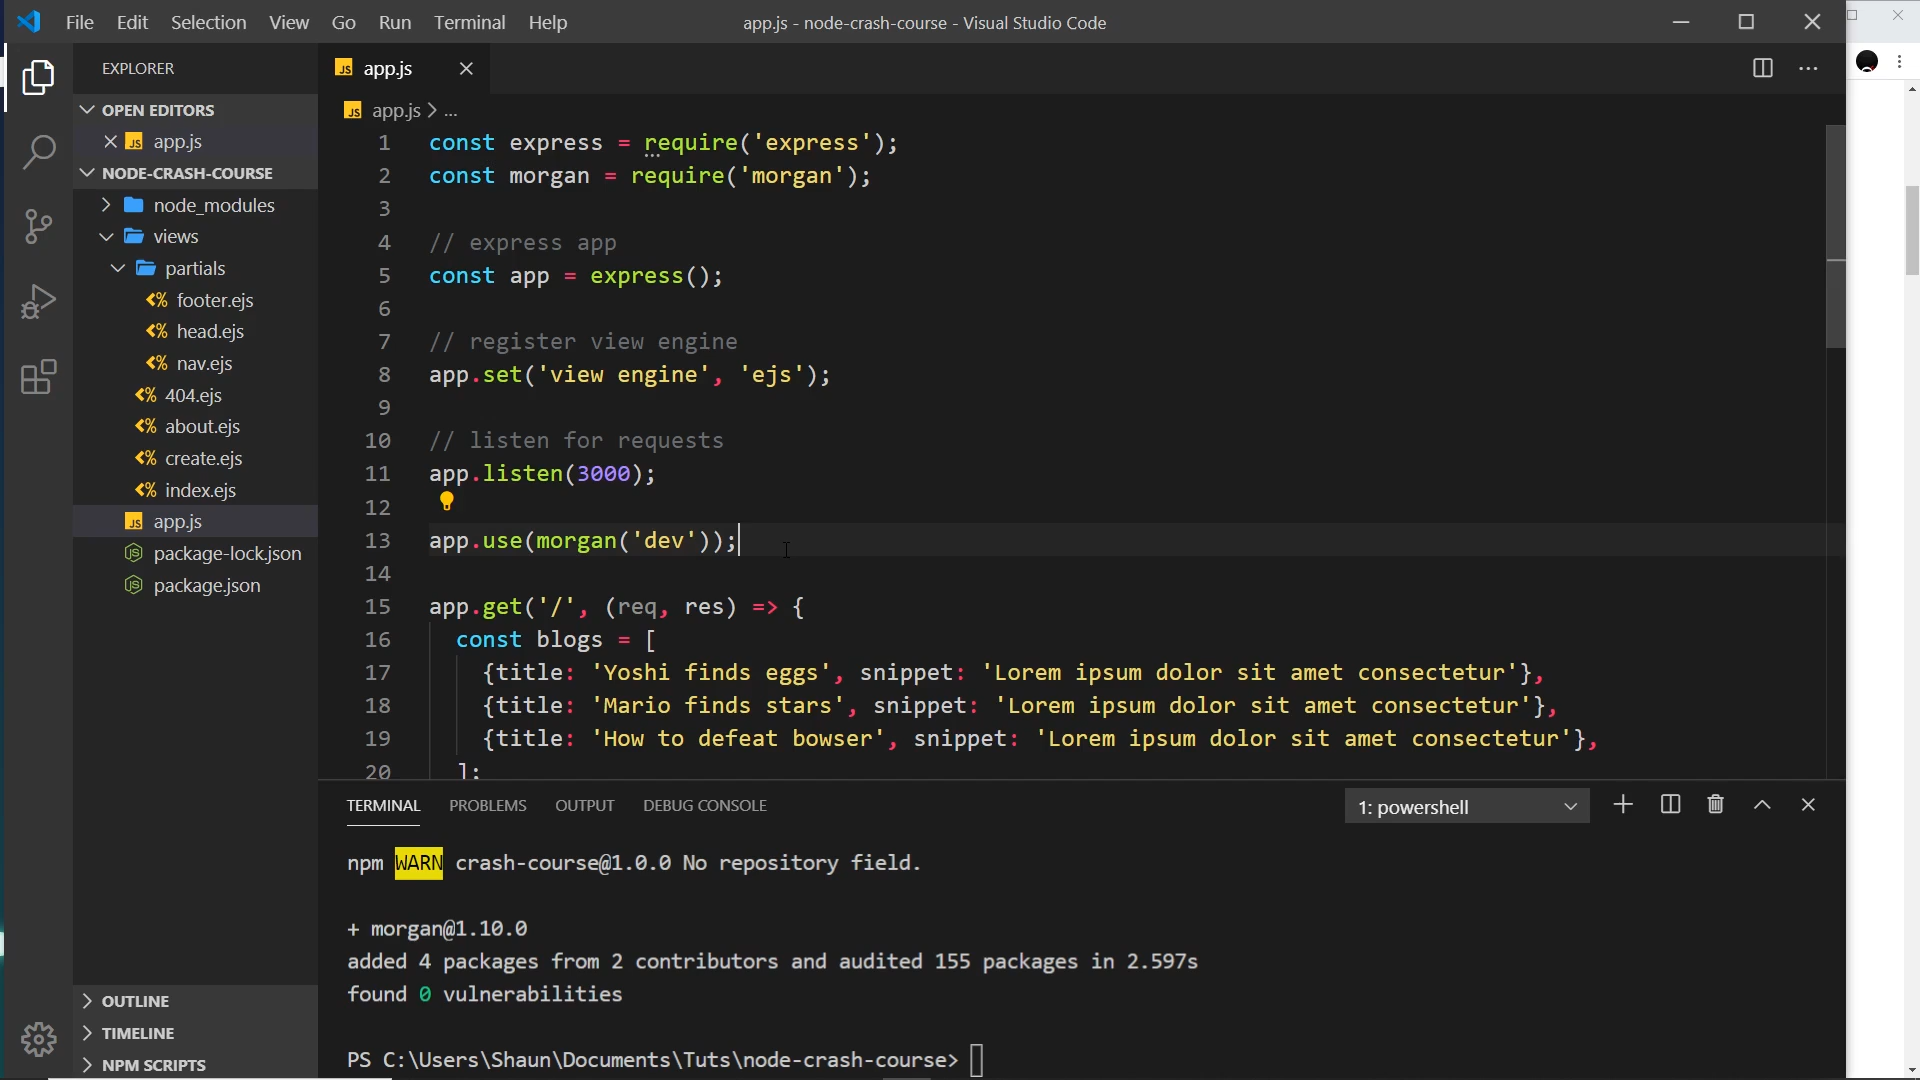 File Edit Selection View Go Run Terminal Help
app.js - node-crash-course - Visual Studio Code
EXPLORER
OPEN EDITORS
app.js
NODE-CRASH-COURSE
node_modules
views
partials
footer.ejs
head.ejs
nav.ejs
404.ejs
about.ejs
create.ejs
index.ejs
app.js
package-lock.json
package.json
OUTLINE
TIMELINE
NPM SCRIPTS
JS app.js
JS app.js > ...
1 const express = require('express');
2 const morgan = require('morgan');
3
4 // express app
5 const app = express();
6
7 // register view engine
8 app.set('view engine', 'ejs');
9
10 // listen for requests
11 app.listen(3000);
12
13 app.use(morgan('dev'));
14
15 app.get('/', (req, res) => {
16 const blogs = [
17 {title: 'Yoshi finds eggs', snippet: 'Lorem ipsum dolor sit amet consectetur'},
18 {title: 'Mario finds stars', snippet: 'Lorem ipsum dolor sit amet consectetur'},
19 {title: 'How to defeat bowser', snippet: 'Lorem ipsum dolor sit amet consectetur'},
20 ];
TERMINAL PROBLEMS OUTPUT DEBUG CONSOLE
1: powershell
npm WARN crash-course@1.0.0 No repository field.
+ morgan@1.10.0
added 4 packages from 2 contributors and audited 155 packages in 2.597s
found 0 vulnerabilities
PS C:\Users\Shaun\Documents\Tuts\node-crash-course>